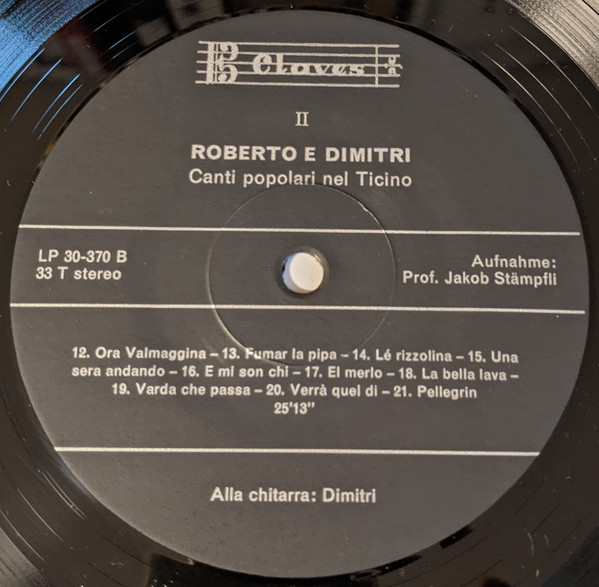 Claves
II
ROBERTO E DIMITRI
Canti popolari nel Ticino
LP 30-370 B
33 T stereo
Aufnahme:
Prof. Jakob Stämpfli
12. Ora Valmaggina – 13. Fumar la pipa – 14. Lé rizzolina – 15. Una
sera andando – 16. E mi son chi – 17. El merlo – 18. La bella lava –
19. Varda che passa – 20. Verrà quel di – 21. Pellegrin
25'13"
Alla chitarra: Dimitri